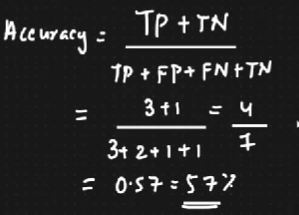 Accuracy = TP + TN
TP + FP + FN + TN
= 3+1 = 4
3+ 2+1+1 7
= 0.57 = 57%